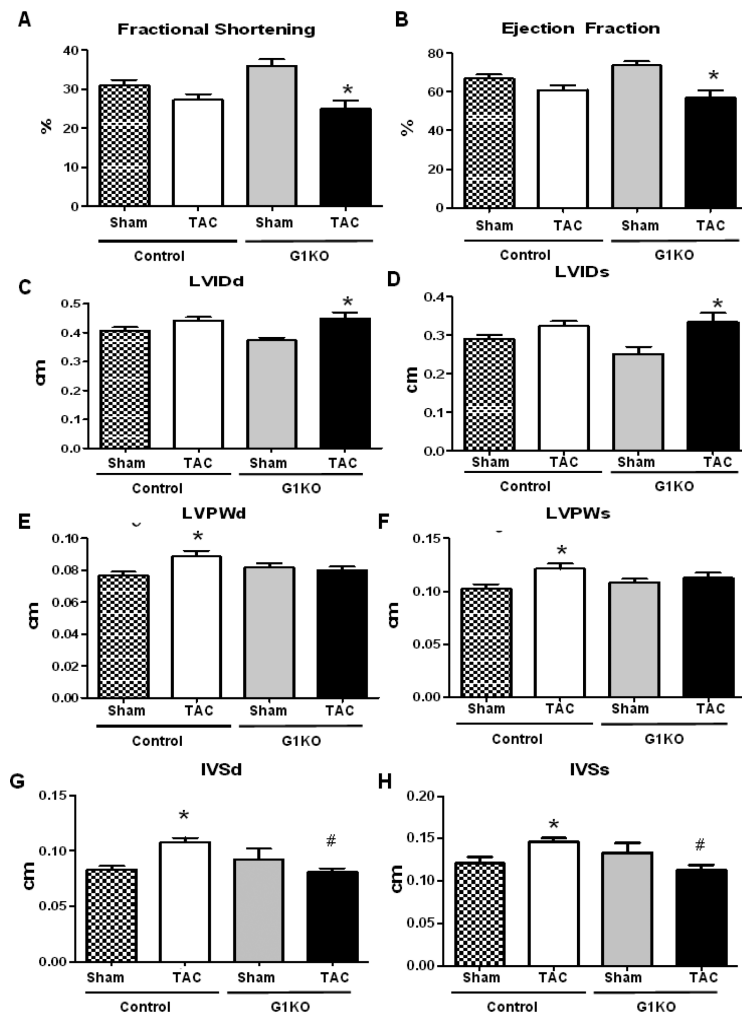 A
Fractional Shortening
40
30
20
10
0
%
*
Sham TAC Sham TAC
Control G1KO
B
Ejection Fraction
80
60
40
20
0
%
*
Sham TAC Sham TAC
Control G1KO
C
LVIDd
0.5
0.4
0.3
0.2
0.1
0.0
cm
*
Sham TAC Sham TAC
Control G1KO
D
LVIDs
0.4
0.3
0.2
0.1
0.0
cm
*
Sham TAC Sham TAC
Control G1KO
E
LVPWd
0.10
0.08
0.06
0.04
0.02
0.00
cm
*
Sham TAC Sham TAC
Control G1KO
F
LVPWs
0.15
0.10
0.05
0.00
cm
*
Sham TAC Sham TAC
Control G1KO
G
IVSd
0.15
0.10
0.05
0.00
cm
*
#
Sham TAC Sham TAC
Control G1KO
H
IVSs
0.20
0.15
0.10
0.05
0.00
cm
*
#
Sham TAC Sham TAC
Control G1KO